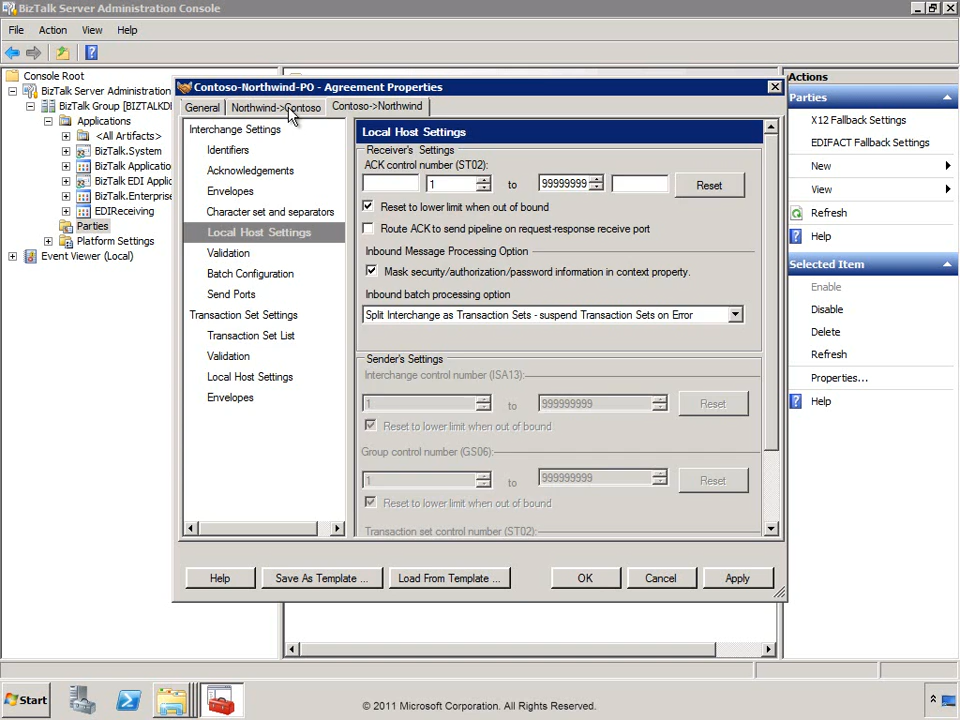 BizTalk Server Administration Console
File Action View Help
Console Root
BizTalk Server Administration
BizTalk Group [BIZTALKDI
Applications
<All Artifacts>
BizTalk.System
BizTalk Applicatio
BizTalk EDI Applic
BizTalk.Enterprise
EDIReceiving
Parties
Platform Settings
Event Viewer (Local)
Contoso-Northwind-PO - Agreement Properties
General Northwind->Contoso Contoso->Northwind
Interchange Settings
Identifiers
Acknowledgements
Envelopes
Character set and separators
Local Host Settings
Validation
Batch Configuration
Send Ports
Transaction Set Settings
Transaction Set List
Validation
Local Host Settings
Envelopes
Local Host Settings
Receiver's Settings
ACK control number (ST02):
1 to 99999999 Reset
Reset to lower limit when out of bound
Route ACK to send pipeline on request-response receive port
Inbound Message Processing Option
Mask security/authorization/password information in context property.
Inbound batch processing option
Split Interchange as Transaction Sets - suspend Transaction Sets on Error
Sender's Settings
Interchange control number (ISA13):
1 to 999999999 Reset
Reset to lower limit when out of bound
Group control number (GS06):
1 to 999999999 Reset
Reset to lower limit when out of bound
Transaction set control number (ST02):
Help Save As Template ... Load From Template ... OK Cancel Apply
Actions
Parties
X12 Fallback Settings
EDIFACT Fallback Settings
New
View
Refresh
Help
Selected Item
Enable
Disable
Delete
Refresh
Properties...
Help
Start
© 2011 Microsoft Corporation. All Rights Reserved.